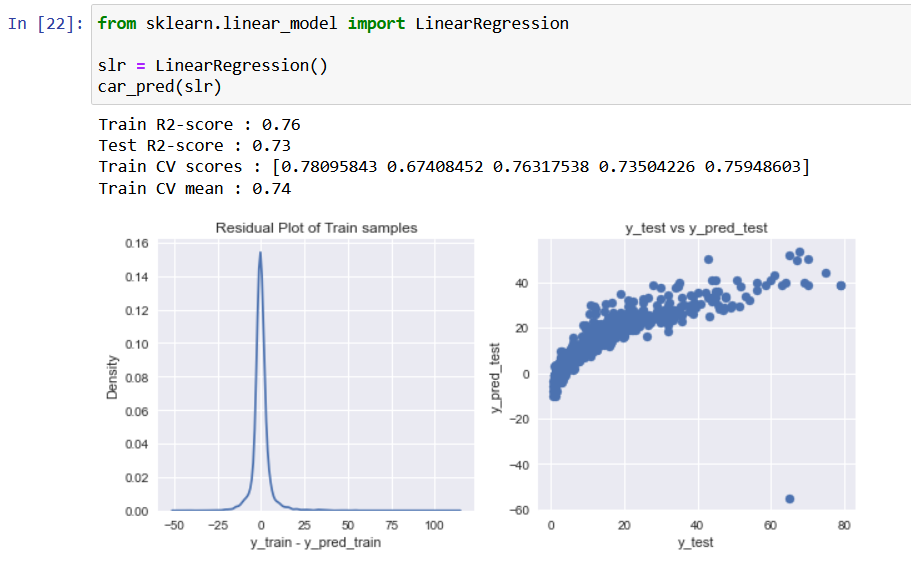 In [22]: from sklearn.linear_model import LinearRegression
slr = LinearRegression()
car_pred(slr)
Train R2-score : 0.76
Test R2-score : 0.73
Train CV scores : [0.78095843 0.67408452 0.76317538 0.73504226 0.75948603]
Train CV mean : 0.74
Residual Plot of Train samples
0.16
0.14
0.12
0.10
0.08
0.06
0.04
0.02
0.00
Density
-50 -25 0 25 50 75 100
y_train - y_pred_train
y_test vs y_pred_test
40
20
0
-20
-40
-60
y_pred_test
0 20 40 60 80
y_test